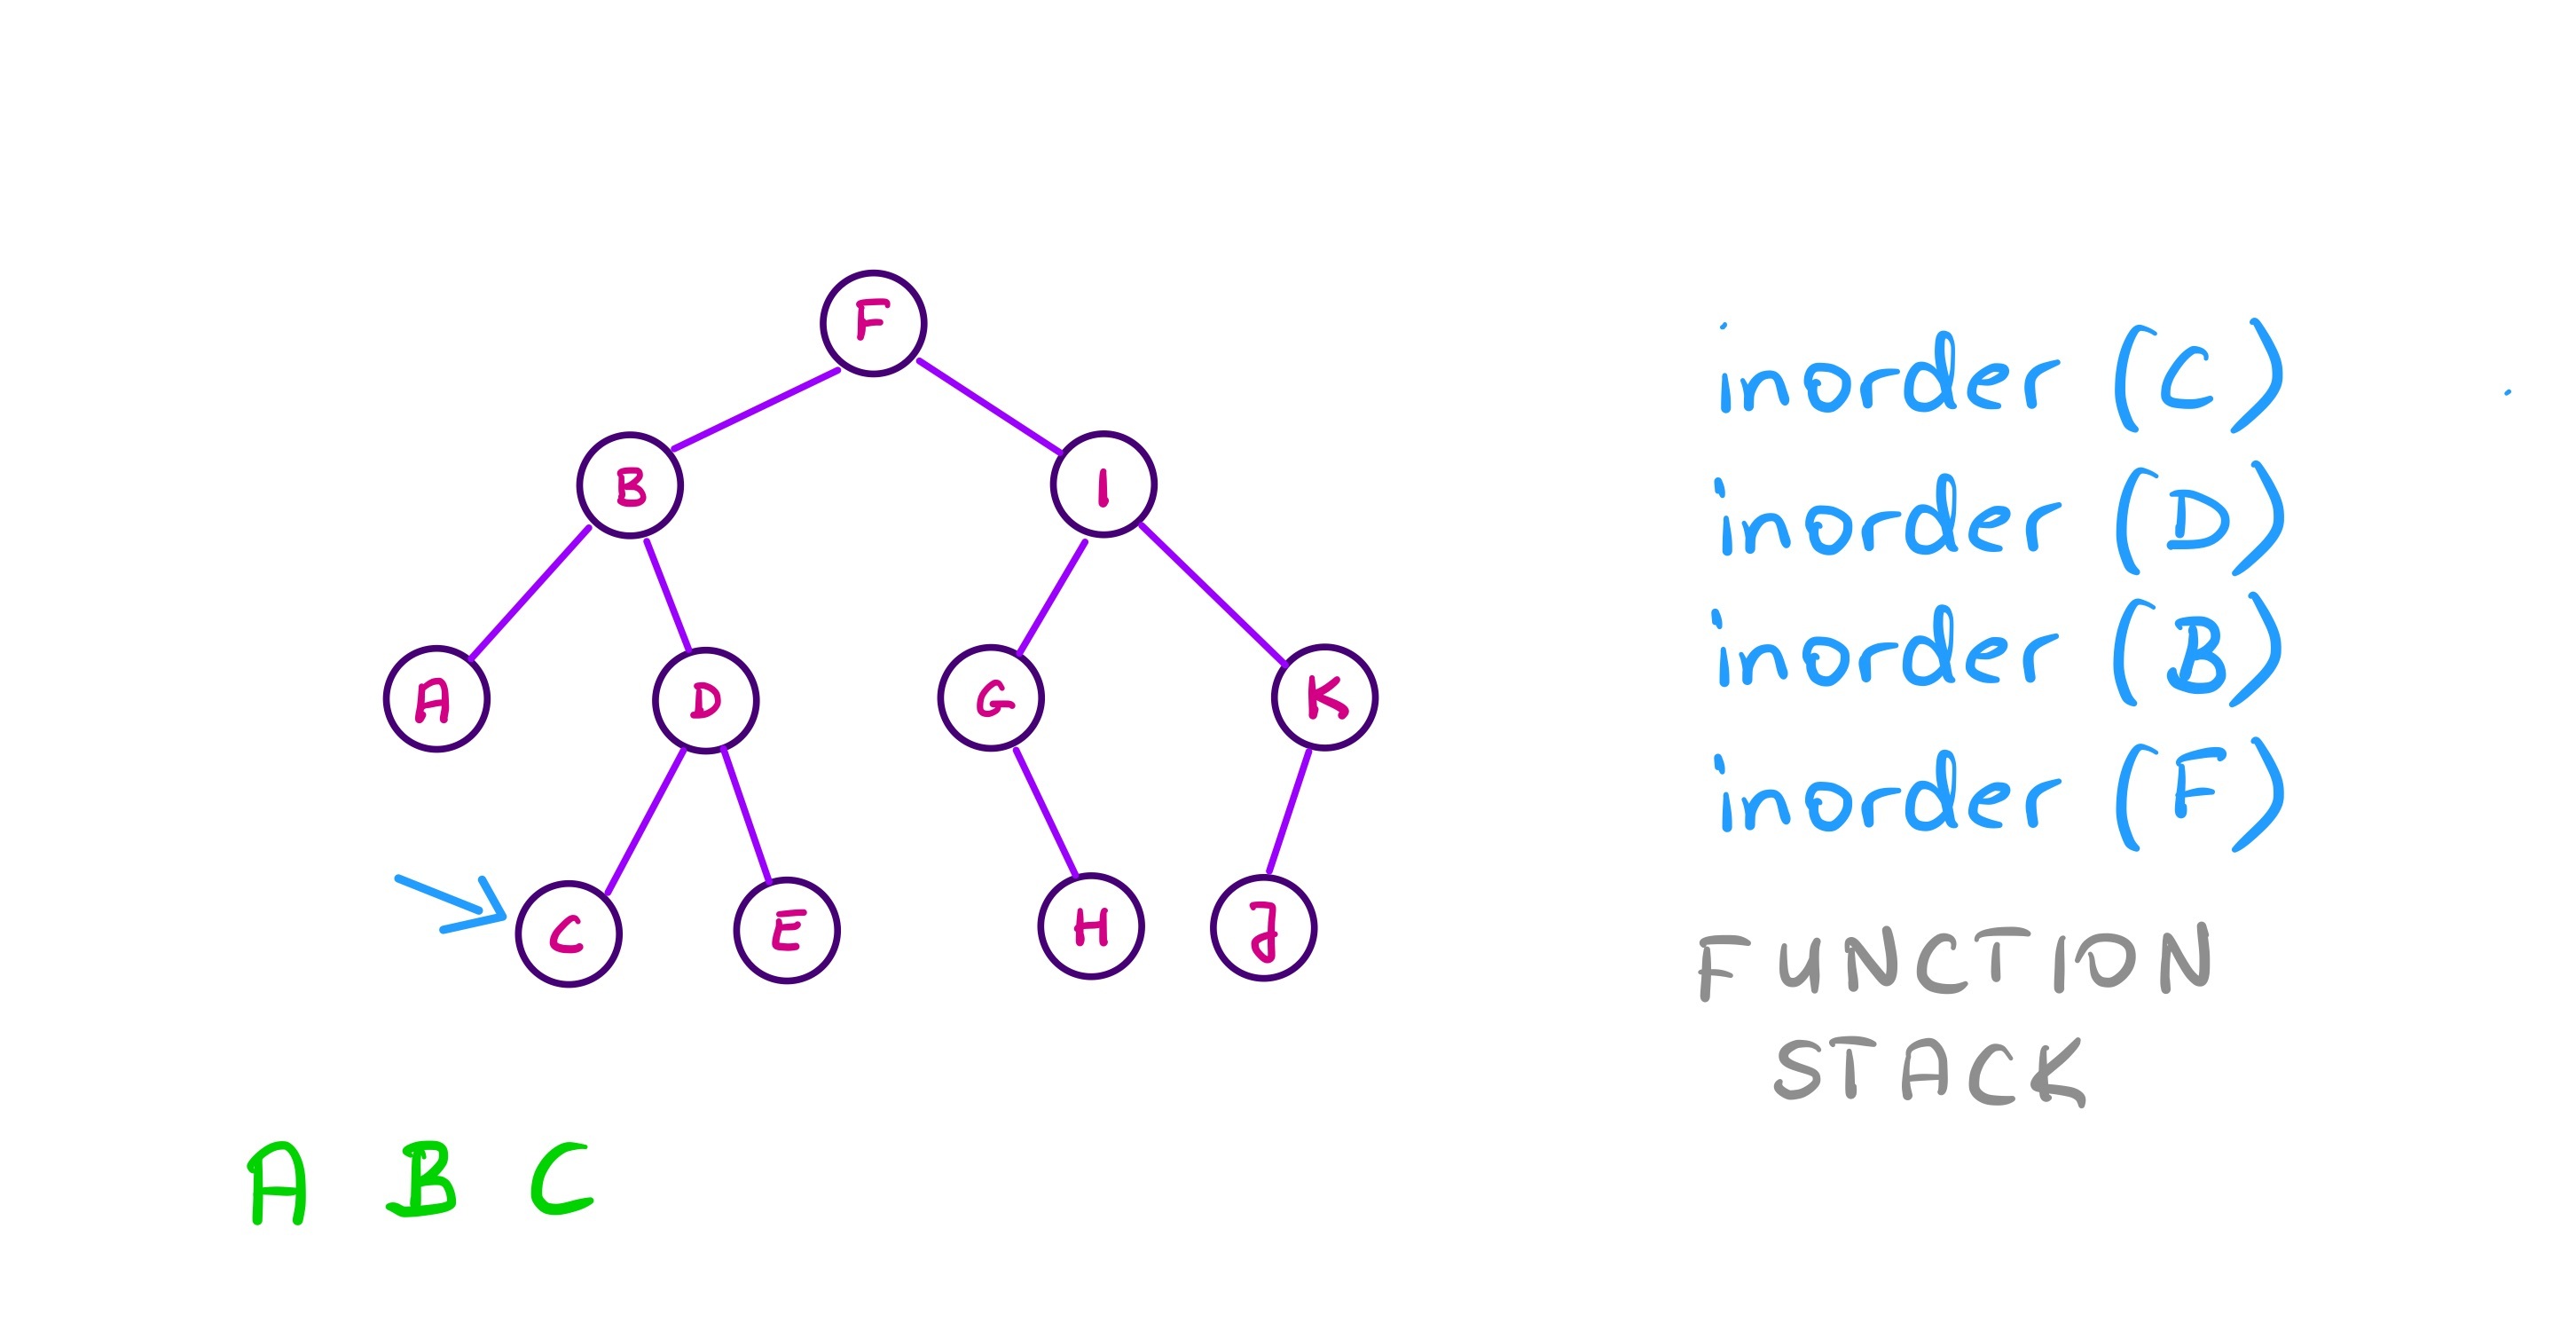 F
B I
A D G K
C E H J
inorder (C)
inorder (D)
inorder (B)
inorder (F)
FUNCTION
STACK
A B C